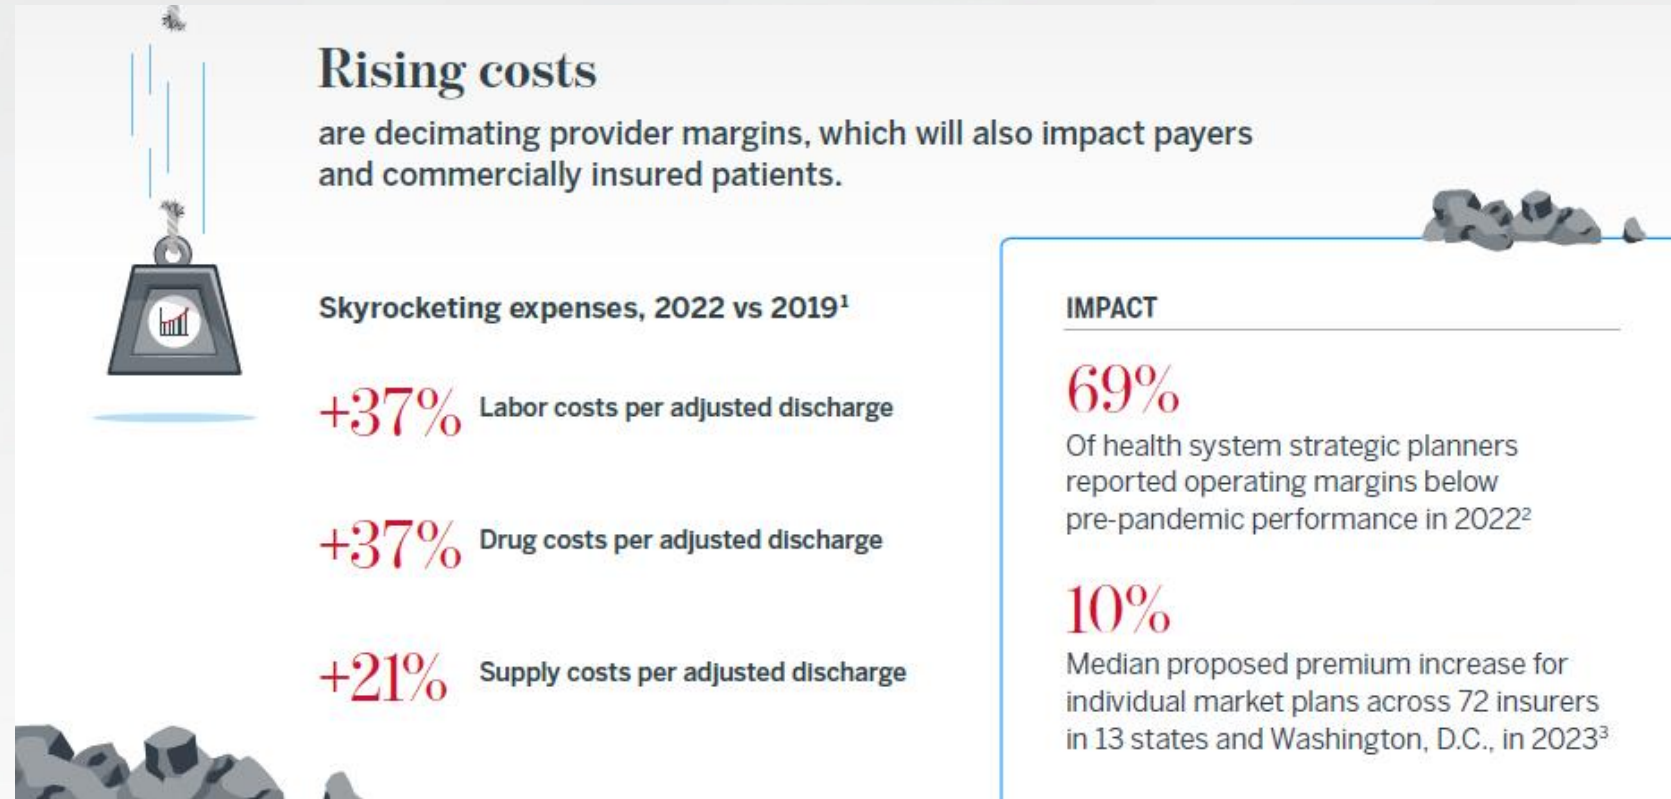 Rising costs
are decimating provider margins, which will also impact payers
and commercially insured patients.
Skyrocketing expenses, 2022 vs 2019¹
+37% Labor costs per adjusted discharge
+37% Drug costs per adjusted discharge
+21% Supply costs per adjusted discharge
IMPACT
69%
Of health system strategic planners
reported operating margins below
pre-pandemic performance in 2022²
10%
Median proposed premium increase for
individual market plans across 72 insurers
in 13 states and Washington, D.C., in 2023³